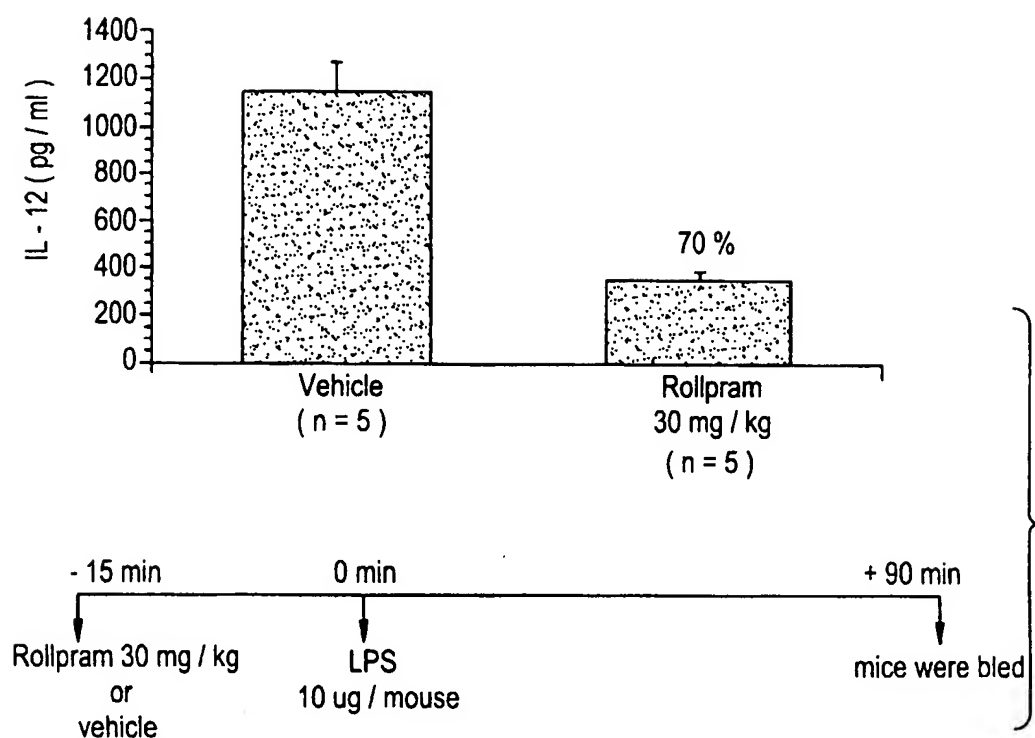 IL - 12 ( pg / ml )
1400
1200
1000
800
600
400
200
0
70 %
Vehicle
( n = 5 )
Rollpram
30 mg / kg
( n = 5 )
- 15 min
0 min
+ 90 min
Rollpram 30 mg / kg
or
vehicle
LPS
10 ug / mouse
mice were bled